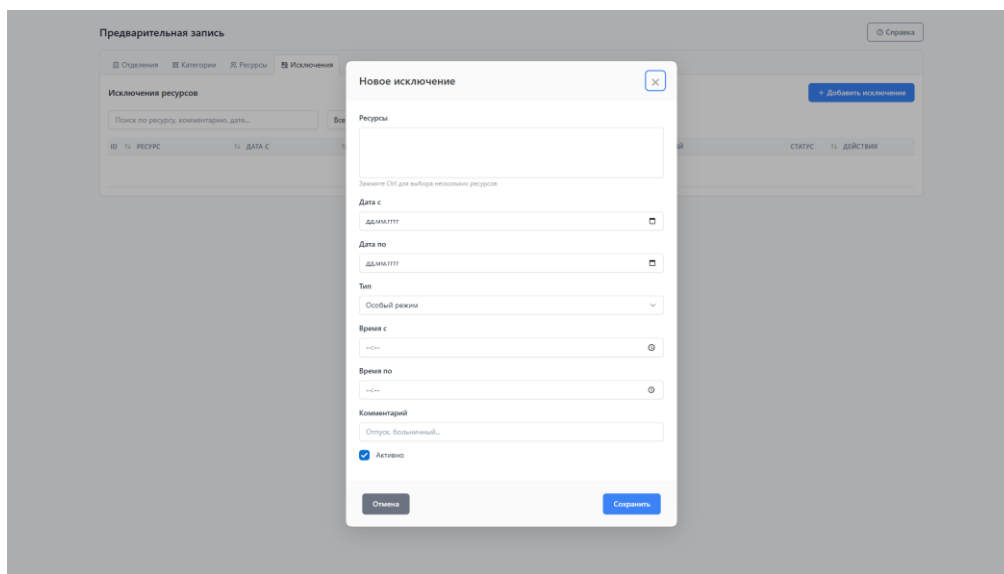 Предварительная запись
Справка
Отделения Категории Ресурсы Исключения
Исключения ресурсов
+ Добавить исключение
Поиск по ресурсу, комментарию, дате...
Все
ID РЕСУРС ДАТА С СТАТУС ДЕЙСТВИЯ
Новое исключение
Ресурсы
Зажмите Ctrl для выбора нескольких ресурсов
Дата с
дд.мм.гггг
Дата по
дд.мм.гггг
Тип
Особый режим
Время с
--:--
Время по
--:--
Комментарий
Отпуск, больничный...
Активно
Отмена
Сохранить